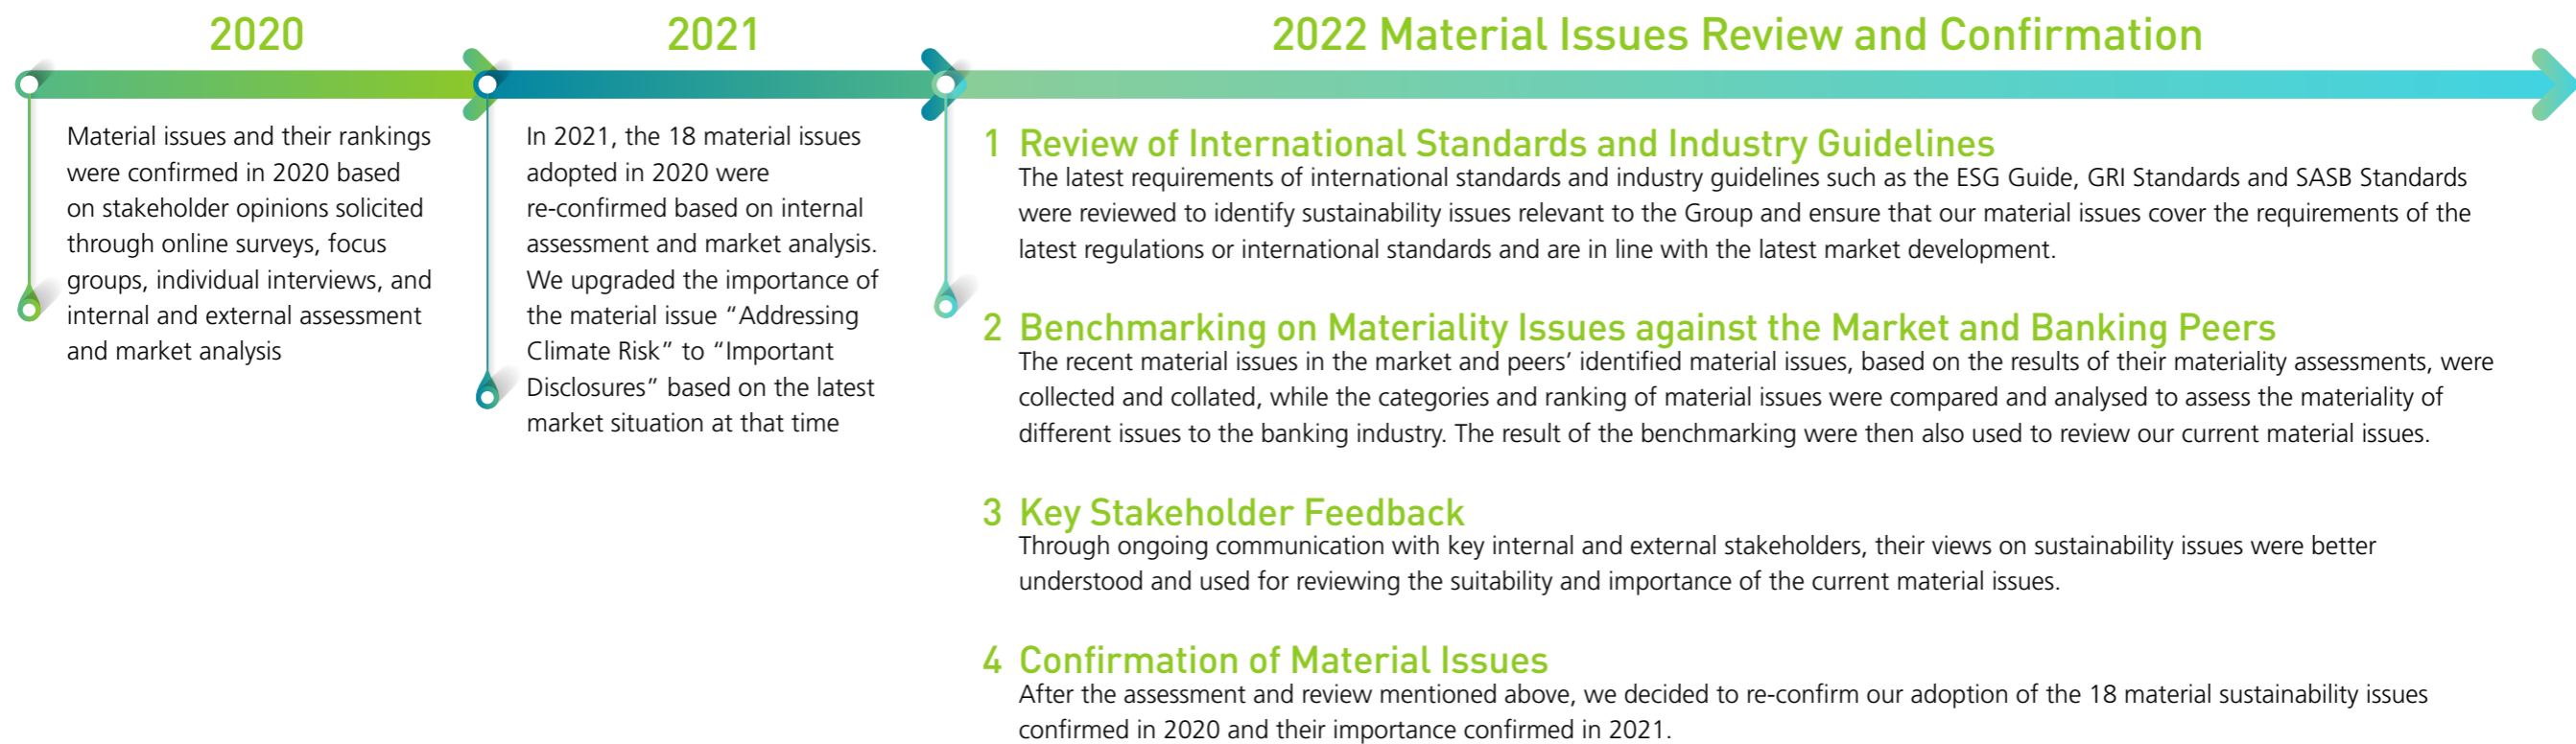 2020
Material issues and their rankings
were confirmed in 2020 based
on stakeholder opinions solicited
through online surveys, focus
groups, individual interviews, and
internal and external assessment
and market analysis
2021
In 2021, the 18 material issues
adopted in 2020 were
re-confirmed based on internal
assessment and market analysis.
We upgraded the importance of
the material issue “Addressing
Climate Risk” to “Important
Disclosures” based on the latest
market situation at that time
2022 Material Issues Review and Confirmation
1 Review of International Standards and Industry Guidelines
The latest requirements of international standards and industry guidelines such as the ESG Guide, GRI Standards and SASB Standards
were reviewed to identify sustainability issues relevant to the Group and ensure that our material issues cover the requirements of the
latest regulations or international standards and are in line with the latest market development.
2 Benchmarking on Materiality Issues against the Market and Banking Peers
The recent material issues in the market and peers’ identified material issues, based on the results of their materiality assessments, were
collected and collated, while the categories and ranking of material issues were compared and analysed to assess the materiality of
different issues to the banking industry. The result of the benchmarking were then also used to review our current material issues.
3 Key Stakeholder Feedback
Through ongoing communication with key internal and external stakeholders, their views on sustainability issues were better
understood and used for reviewing the suitability and importance of the current material issues.
4 Confirmation of Material Issues
After the assessment and review mentioned above, we decided to re-confirm our adoption of the 18 material sustainability issues
confirmed in 2020 and their importance confirmed in 2021.